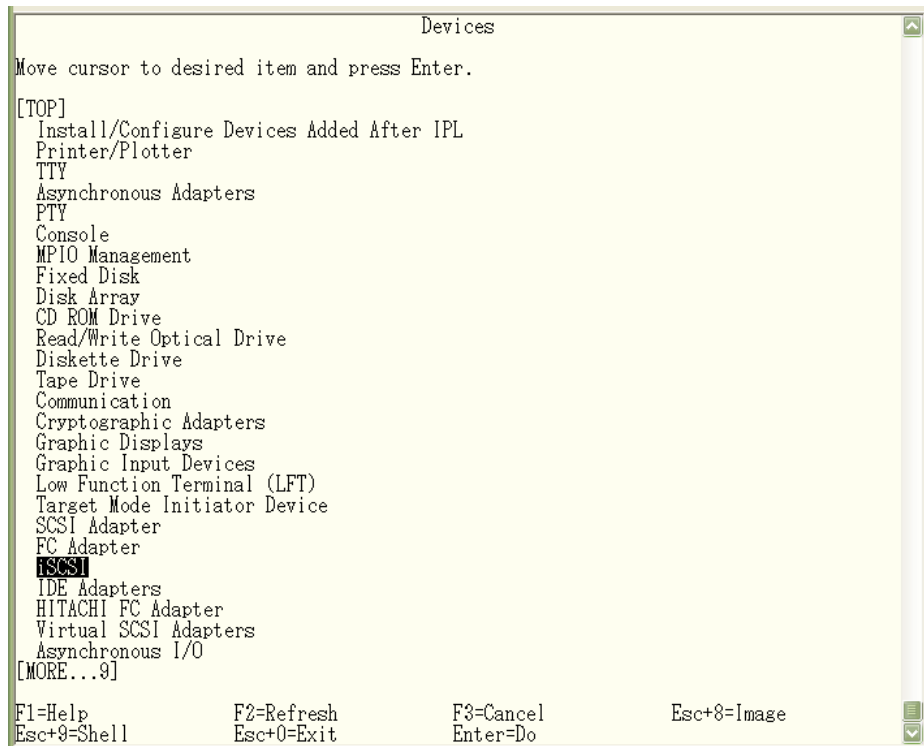 Devices
Move cursor to desired item and press Enter.
[TOP]
Install/Configure Devices Added After IPL
Printer/Plotter
TTY
Asynchronous Adapters
PTY
Console
MPIO Management
Fixed Disk
Disk Array
CD ROM Drive
Read/Write Optical Drive
Diskette Drive
Tape Drive
Communication
Cryptographic Adapters
Graphic Displays
Graphic Input Devices
Low Function Terminal (LFT)
Target Mode Initiator Device
SCSI Adapter
FC Adapter
iSCSI
IDE Adapters
HITACHI FC Adapter
Virtual SCSI Adapters
Asynchronous I/O
[MORE...9]
F1=Help F2=Refresh F3=Cancel Esc+8=Image
Esc+9=Shell Esc+0=Exit Enter=Do